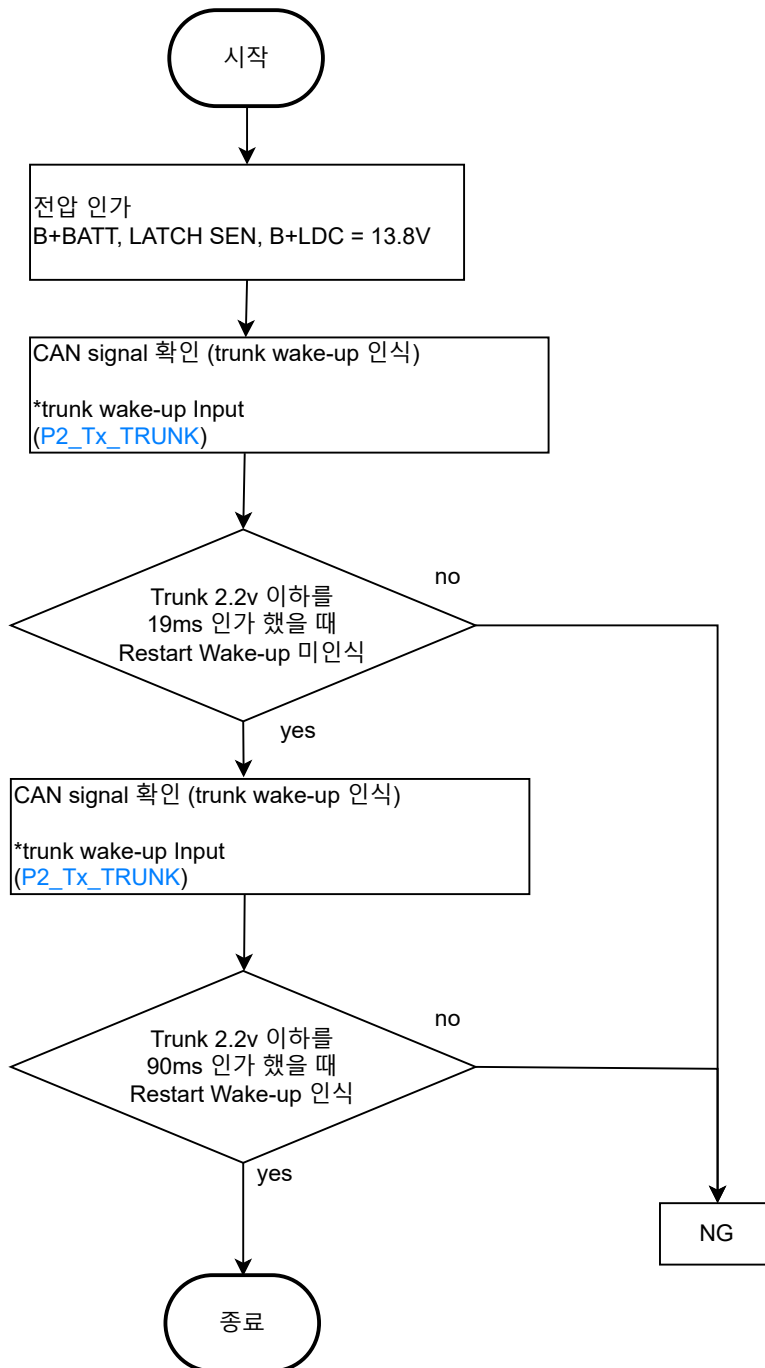 시작
전압 인가
B+BATT, LATCH SEN, B+LDC = 13.8V
CAN signal 확인 (trunk wake-up 인식)
*trunk wake-up Input
(P2_Tx_TRUNK)
Trunk 2.2v 이하를
19ms 인가 했을 때
Restart Wake-up 미인식
no
yes
CAN signal 확인 (trunk wake-up 인식)
*trunk wake-up Input
(P2_Tx_TRUNK)
Trunk 2.2v 이하를
90ms 인가 했을 때
Restart Wake-up 인식
no
yes
NG
종료